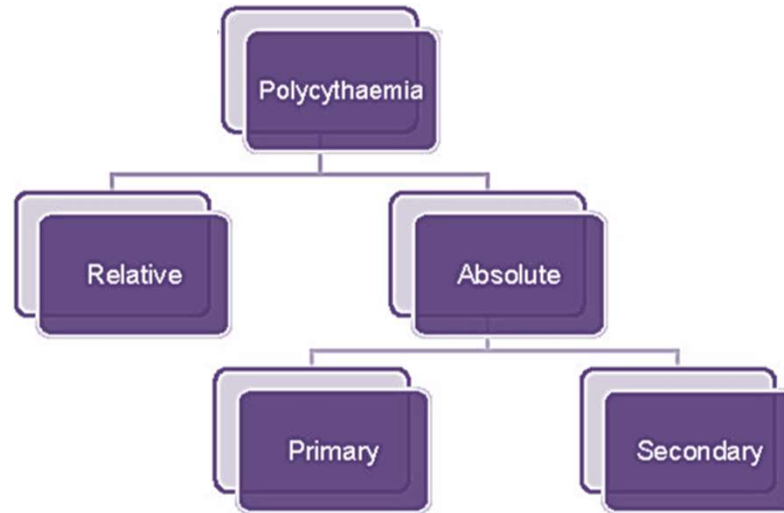 Polycythaemia
Relative
Absolute
Primary
Secondary